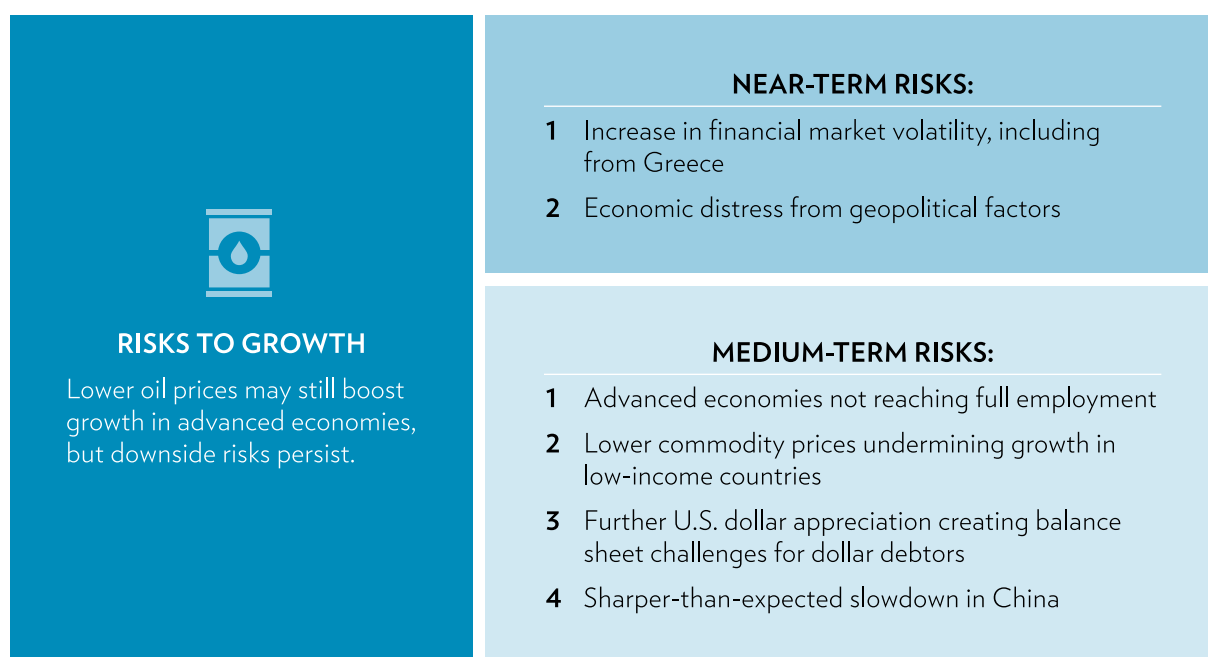 RISKS TO GROWTH
Lower oil prices may still boost
growth in advanced economies,
but downside risks persist.
NEAR-TERM RISKS:
1 Increase in financial market volatility, including
from Greece
2 Economic distress from geopolitical factors
MEDIUM-TERM RISKS:
1 Advanced economies not reaching full employment
2 Lower commodity prices undermining growth in
low-income countries
3 Further U.S. dollar appreciation creating balance
sheet challenges for dollar debtors
4 Sharper-than-expected slowdown in China